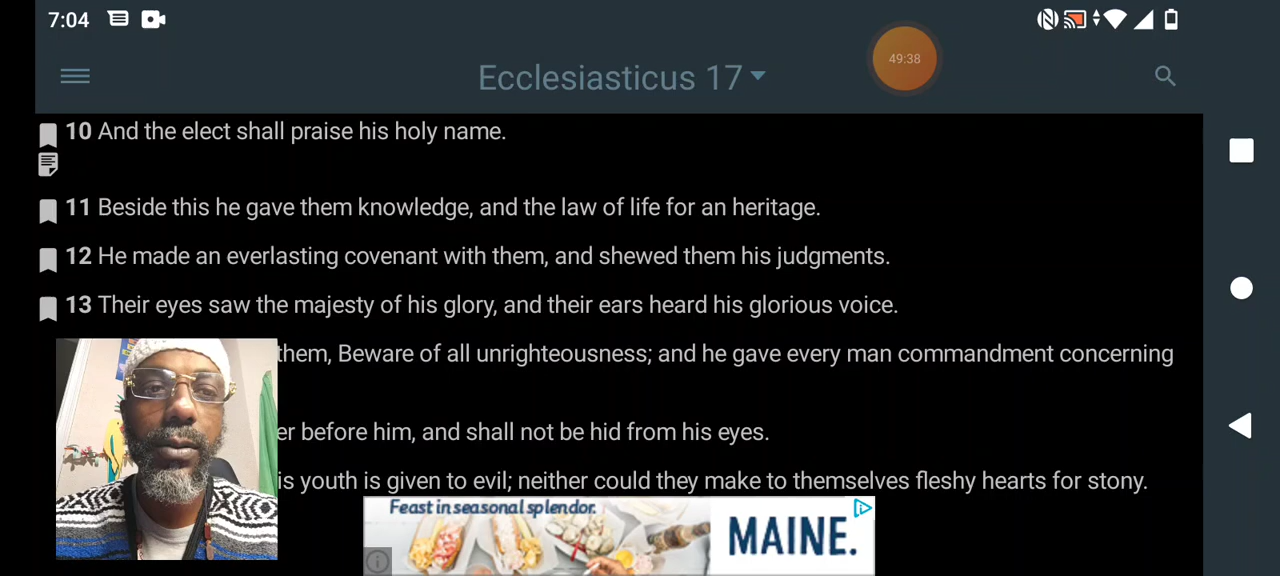 7:04
Ecclesiasticus 17
49:38
10 And the elect shall praise his holy name.
11 Beside this he gave them knowledge, and the law of life for an heritage.
12 He made an everlasting covenant with them, and shewed them his judgments.
13 Their eyes saw the majesty of his glory, and their ears heard his glorious voice.
them, Beware of all unrighteousness; and he gave every man commandment concerning
er before him, and shall not be hid from his eyes.
is youth is given to evil; neither could they make to themselves fleshy hearts for stony.
Feast in seasonal splendor.
MAINE.